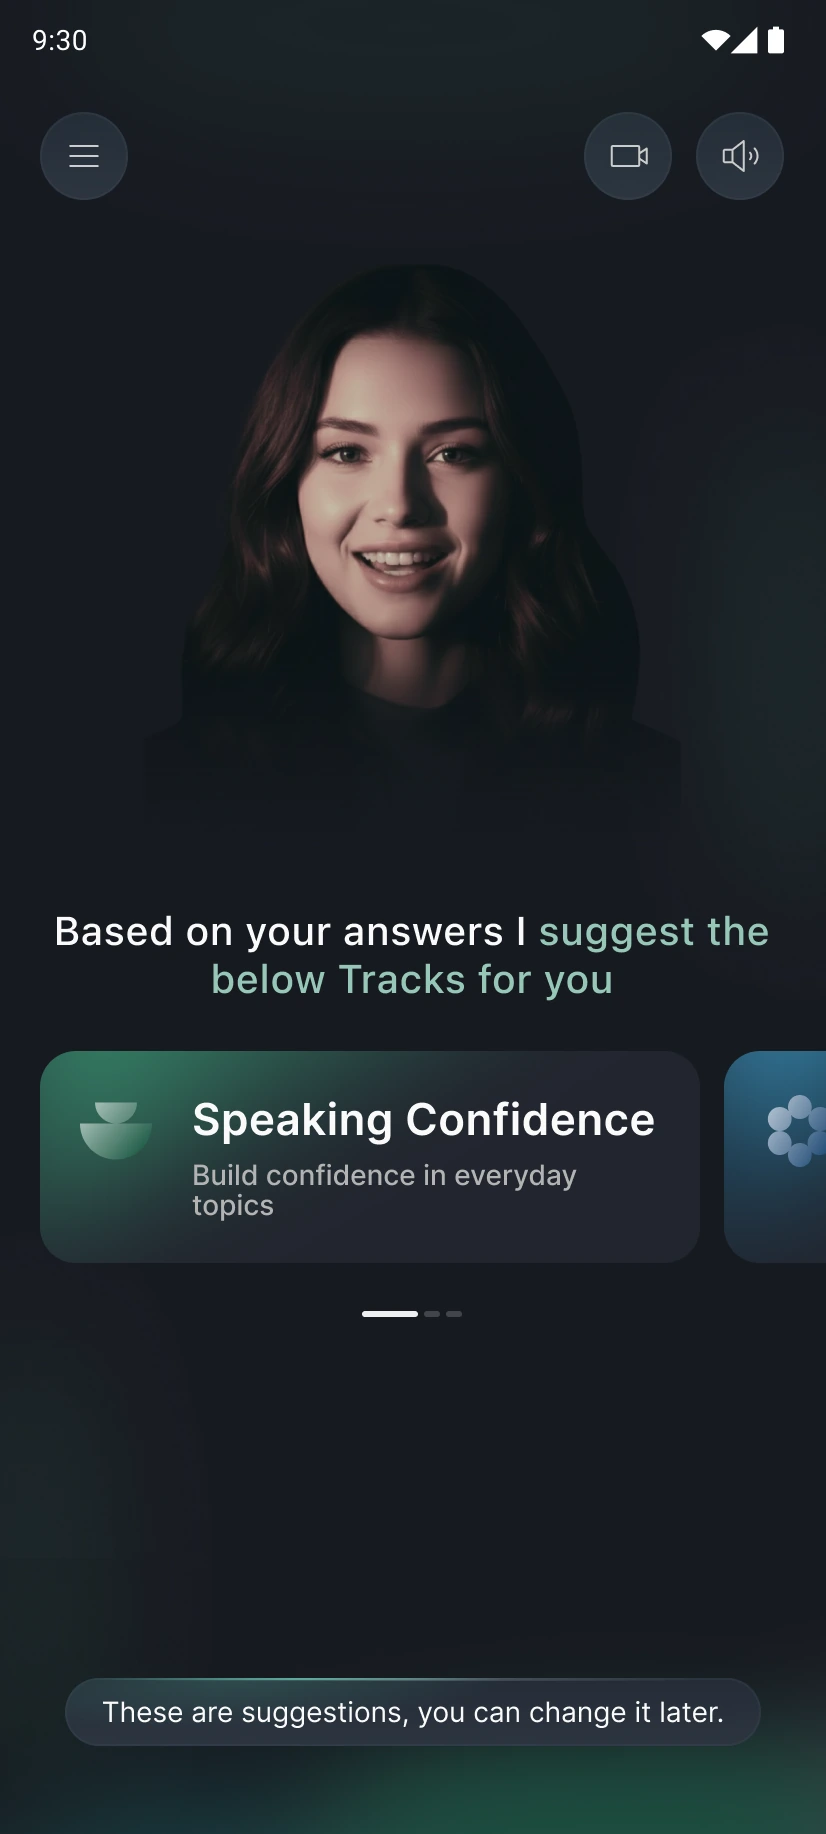 9:30
Based on your answers I suggest the
below Tracks for you
Speaking Confidence
Build confidence in everyday
topics
These are suggestions, you can change it later.